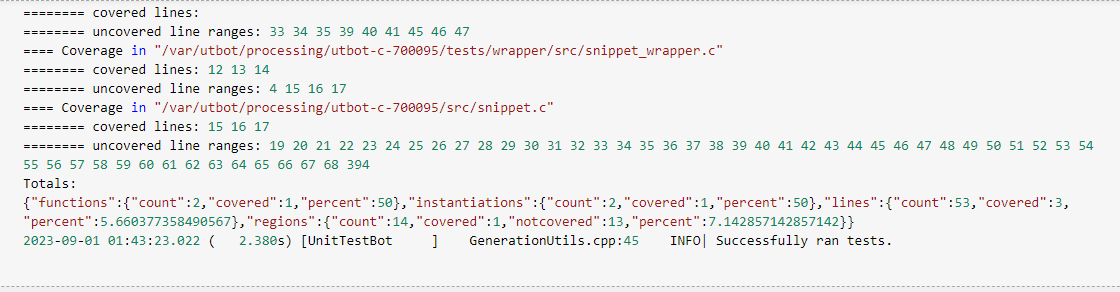 ======== covered lines:
======== uncovered line ranges: 33 34 35 39 40 41 45 46 47
==== Coverage in "/var/utbot/processing/utbot-c-700095/tests/wrapper/src/snippet_wrapper.c"
======== covered lines: 12 13 14
======== uncovered line ranges: 4 15 16 17
==== Coverage in "/var/utbot/processing/utbot-c-700095/src/snippet.c"
======== covered lines: 15 16 17
======== uncovered line ranges: 19 20 21 22 23 24 25 26 27 28 29 30 31 32 33 34 35 36 37 38 39 40 41 42 43 44 45 46 47 48 49 50 51 52 53 54
55 56 57 58 59 60 61 62 63 64 65 66 67 68 394
Totals:
{"functions":{"count":2,"covered":1,"percent":50},"instantiations":{"count":2,"covered":1,"percent":50},"lines":{"count":53,"covered":3,
"percent":5.660377358490567},"regions":{"count":14,"covered":1,"notcovered":13,"percent":7.142857142857142}}
2023-09-01 01:43:23.022 (   2.380s) [UnitTestBot     ]    GenerationUtils.cpp:45    INFO| Successfully ran tests.